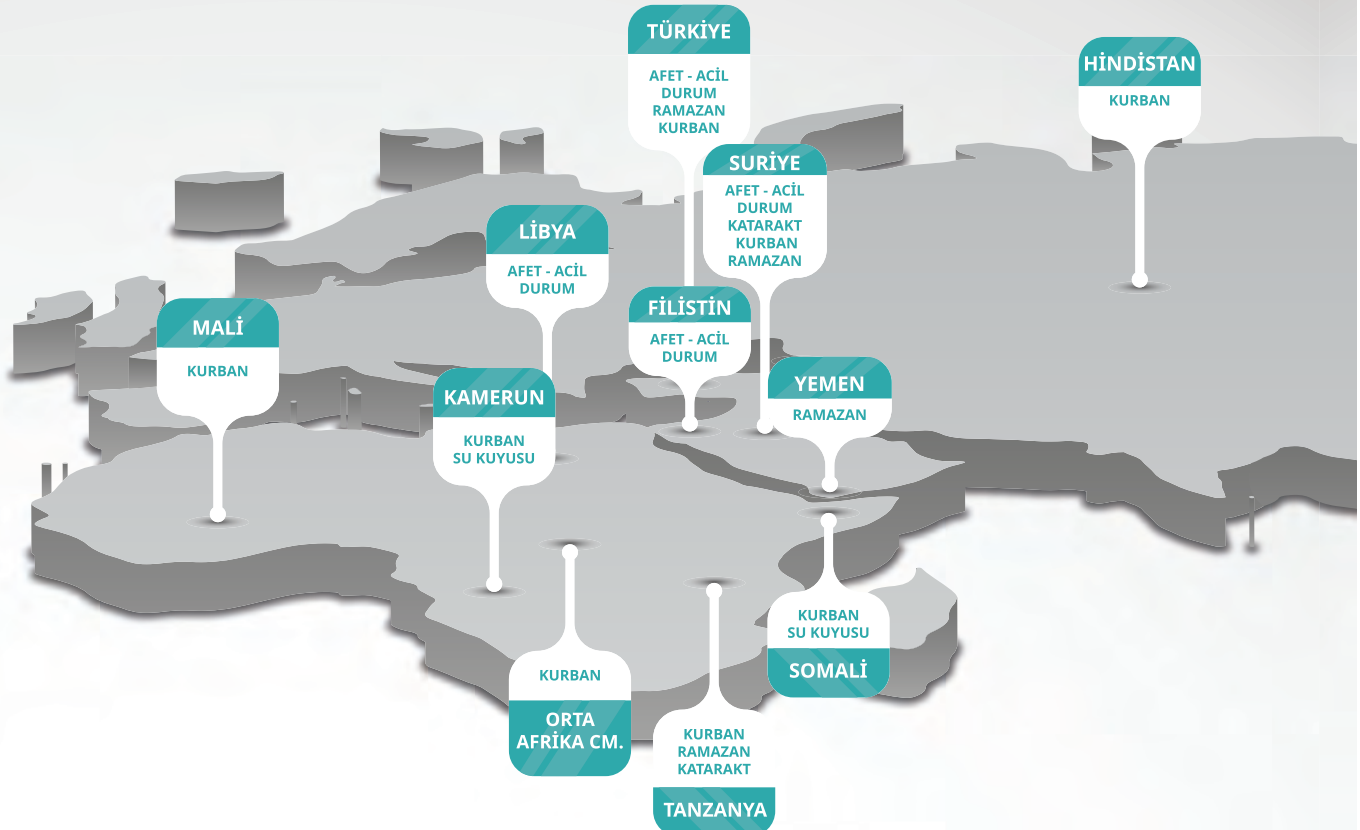 TÜRKİYE
AFET - ACİL
DURUM
RAMAZAN
KURBAN
HİNDİSTAN
KURBAN
SURİYE
AFET - ACİL
DURUM
KATARAKT
KURBAN
RAMAZAN
LİBYA
AFET - ACİL
DURUM
FİLİSTİN
AFET - ACİL
DURUM
MALİ
KURBAN
KAMERUN
KURBAN
SU KUYUSU
YEMEN
RAMAZAN
KURBAN
SU KUYUSU
SOMALİ
KURBAN
ORTA
AFRİKA CM.
KURBAN
RAMAZAN
KATARAKT
TANZANYA